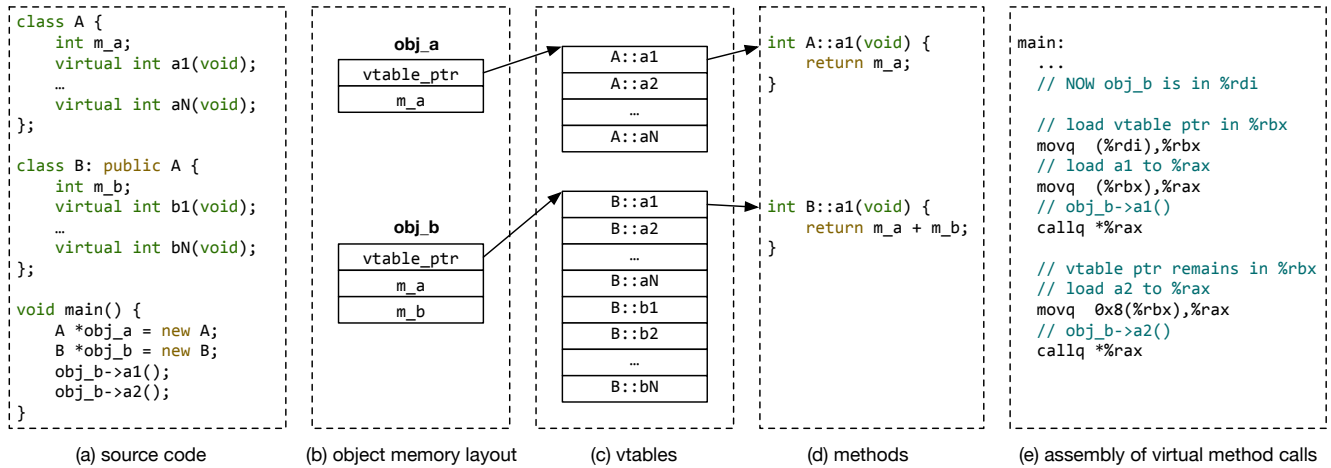 class A {
int m_a;
virtual int a1(void);
…
virtual int aN(void);
};
class B: public A {
int m_b;
virtual int b1(void);
…
virtual int bN(void);
};
void main() {
A *obj_a = new A;
B *obj_b = new B;
obj_b->a1();
obj_b->a2();
}
(a) source code
obj_a
vtable_ptr
m_a
obj_b
vtable_ptr
m_a
m_b
(b) object memory layout
A::a1
A::a2
…
A::aN
B::a1
B::a2
…
B::aN
B::b1
B::b2
…
B::bN
(c) vtables
int A::a1(void) {
return m_a;
}
int B::a1(void) {
return m_a + m_b;
}
(d) methods
main:
...
// NOW obj_b is in %rdi
// load vtable ptr in %rbx
movq (%rdi),%rbx
// load a1 to %rax
movq (%rbx),%rax
// obj_b->a1()
callq *%rax
// vtable ptr remains in %rbx
// load a2 to %rax
movq 0x8(%rbx),%rax
// obj_b->a2()
callq *%rax
(e) assembly of virtual method calls